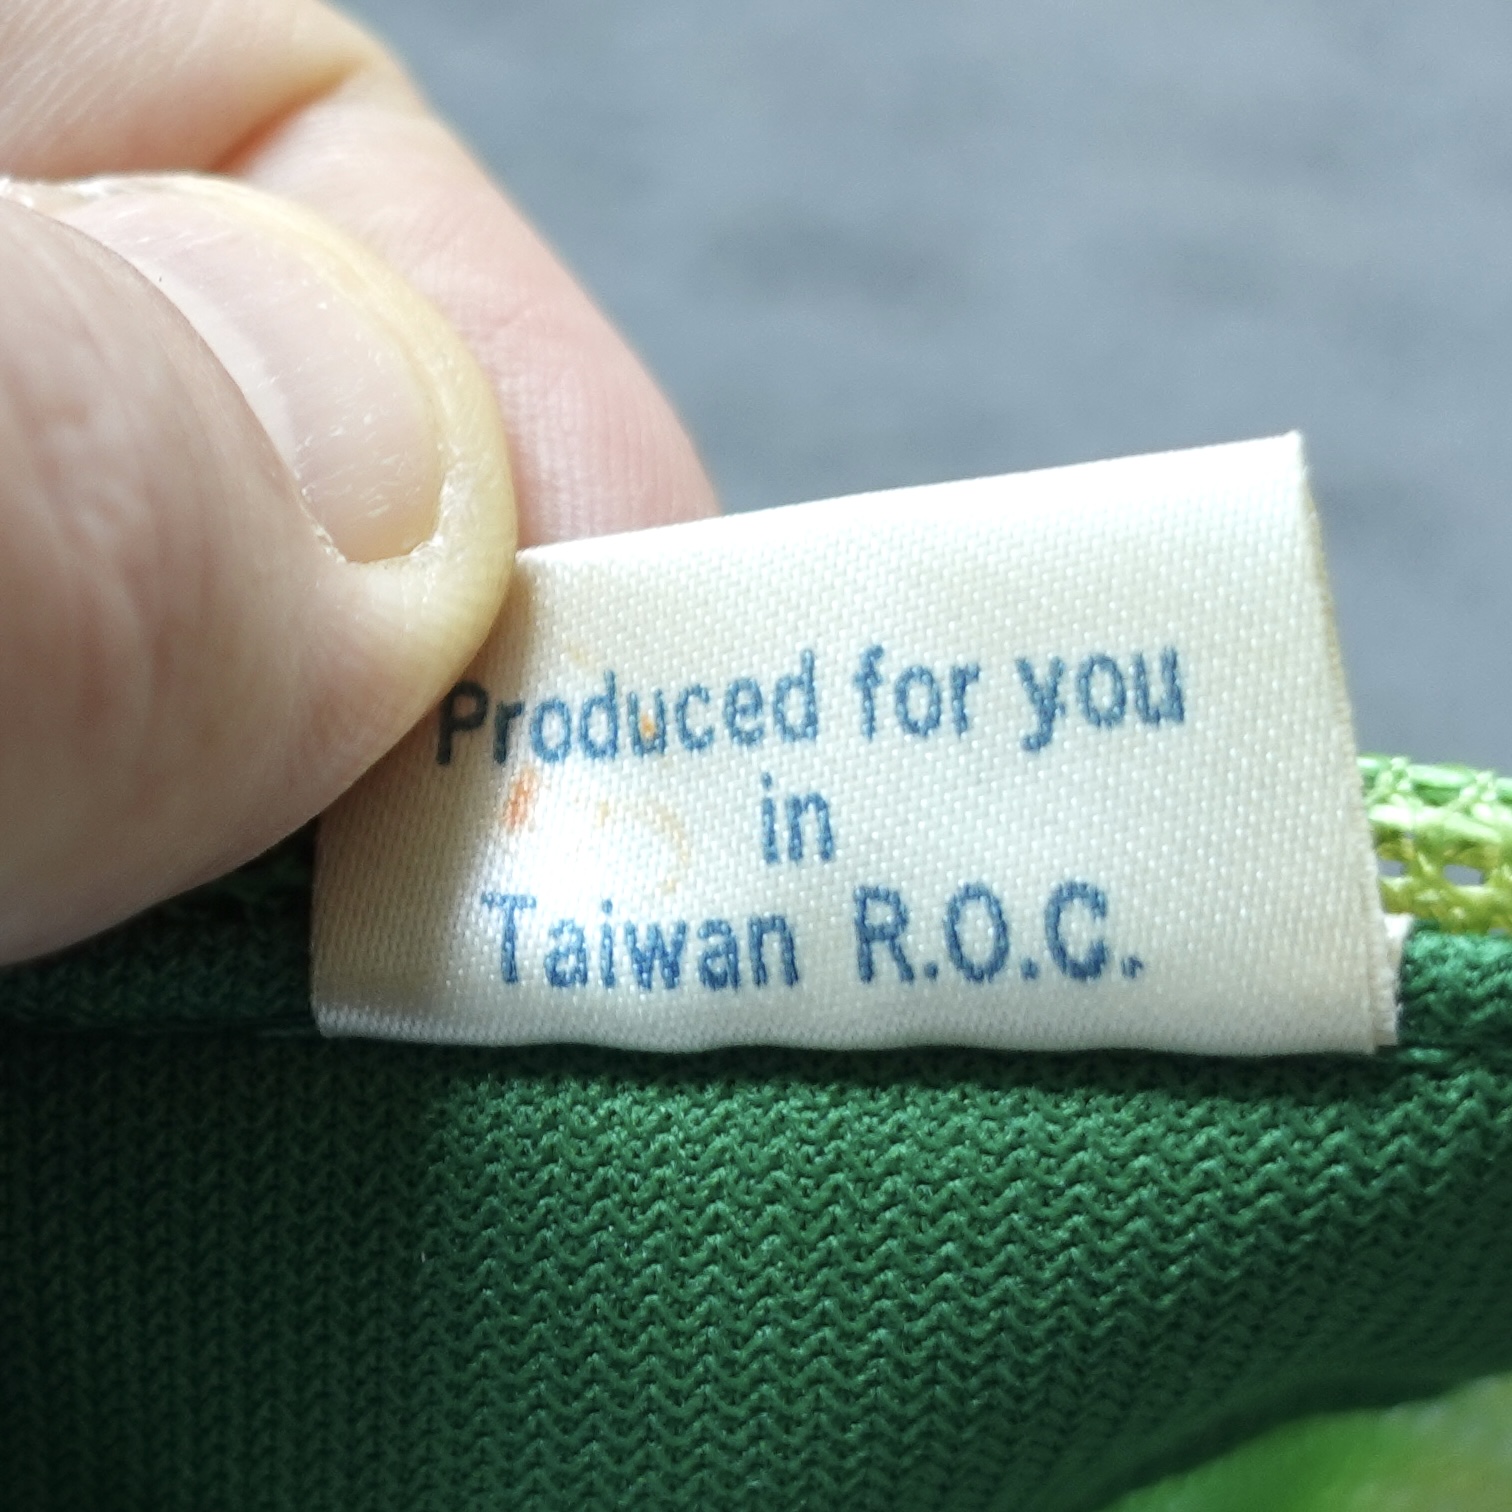 Produced for you
in
Taiwan R.O.C.